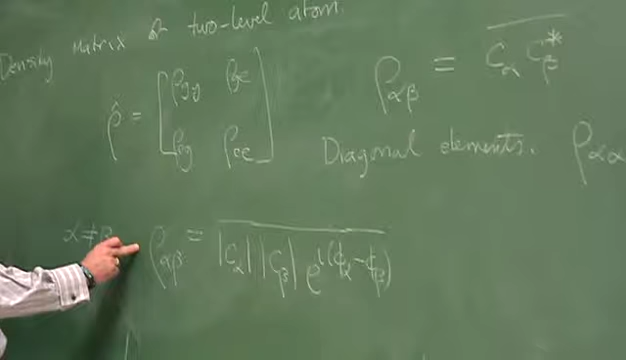 Density Matrix of two-level atom.
ρ̂ = [ρgg ρge
ρeg ρee]
ραβ = \overline{Cα Cβ*}
Diagonal elements. ραα
α≠β ραβ = \overline{|Cα| |Cβ| e^{i(ϕα-ϕβ)}}